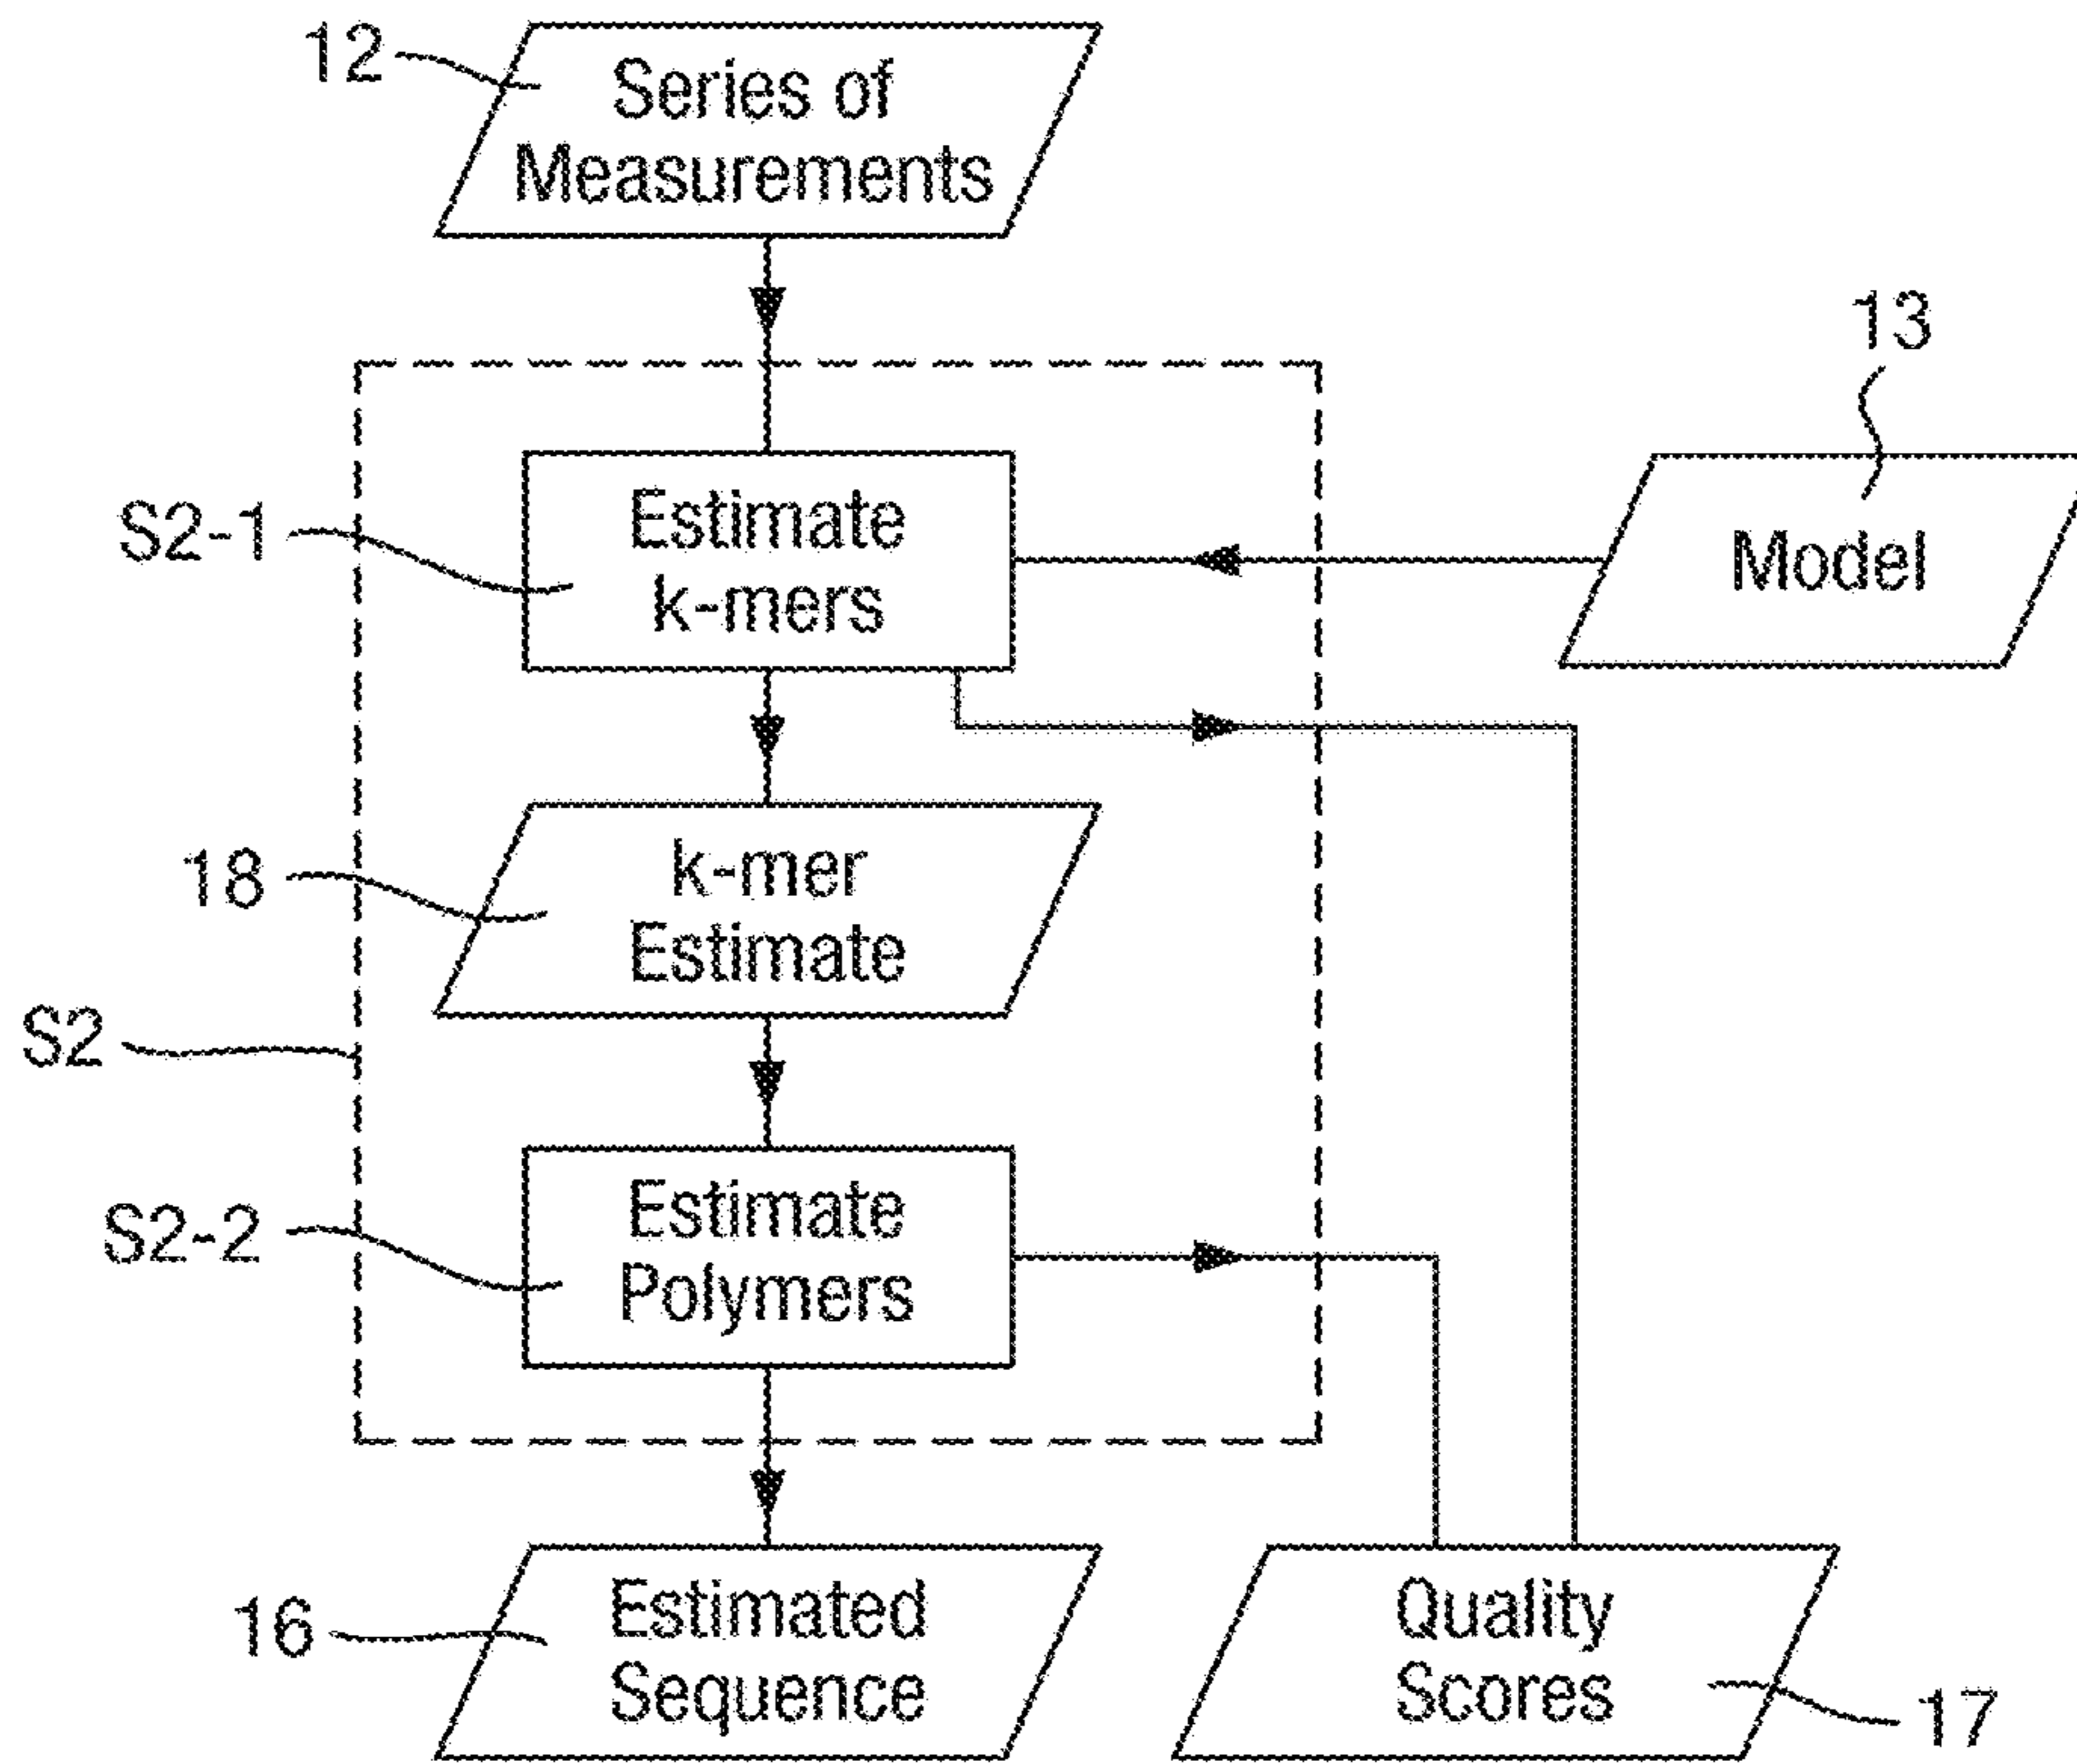 12
Series of
Measurements
13
S2-1
Estimate
k-mers
Model
18
k-mer
Estimate
S2
S2-2
Estimate
Polymers
16
Estimated
Sequence
Quality
Scores
17